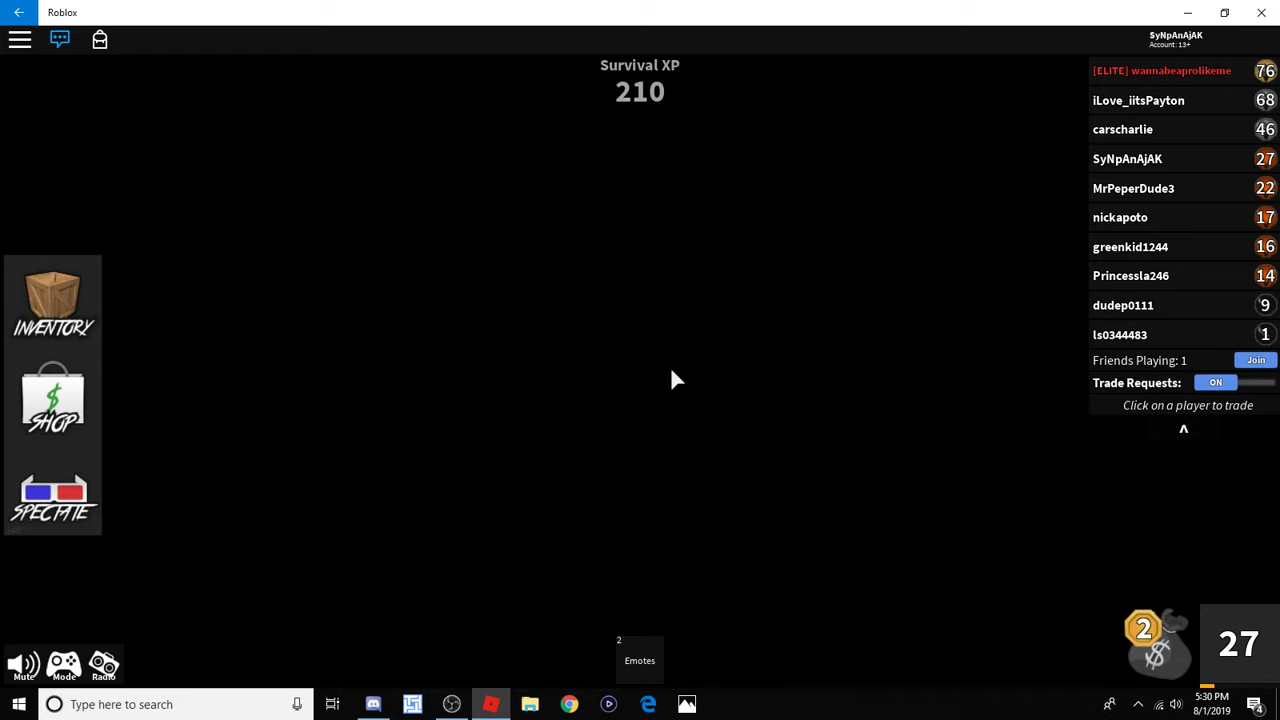 Roblox
SyNpAnAjAK
Account: 13+
Survival XP
210
[ELITE] wannabeaprolikeme 76
iLove_iitsPayton 68
carscharlie 46
SyNpAnAjAK 27
MrPeperDude3 22
nickapoto 17
greenkid1244 16
Princessla246 14
dudep0111 9
ls0344483 1
Friends Playing: 1 Join
Trade Requests: ON
Click on a player to trade
^
INVENTORY
$
SHOP
SPECTATE
2
Emotes
Mute Mode Radio
2
$
27
Type here to search
5:30 PM
8/1/2019
4